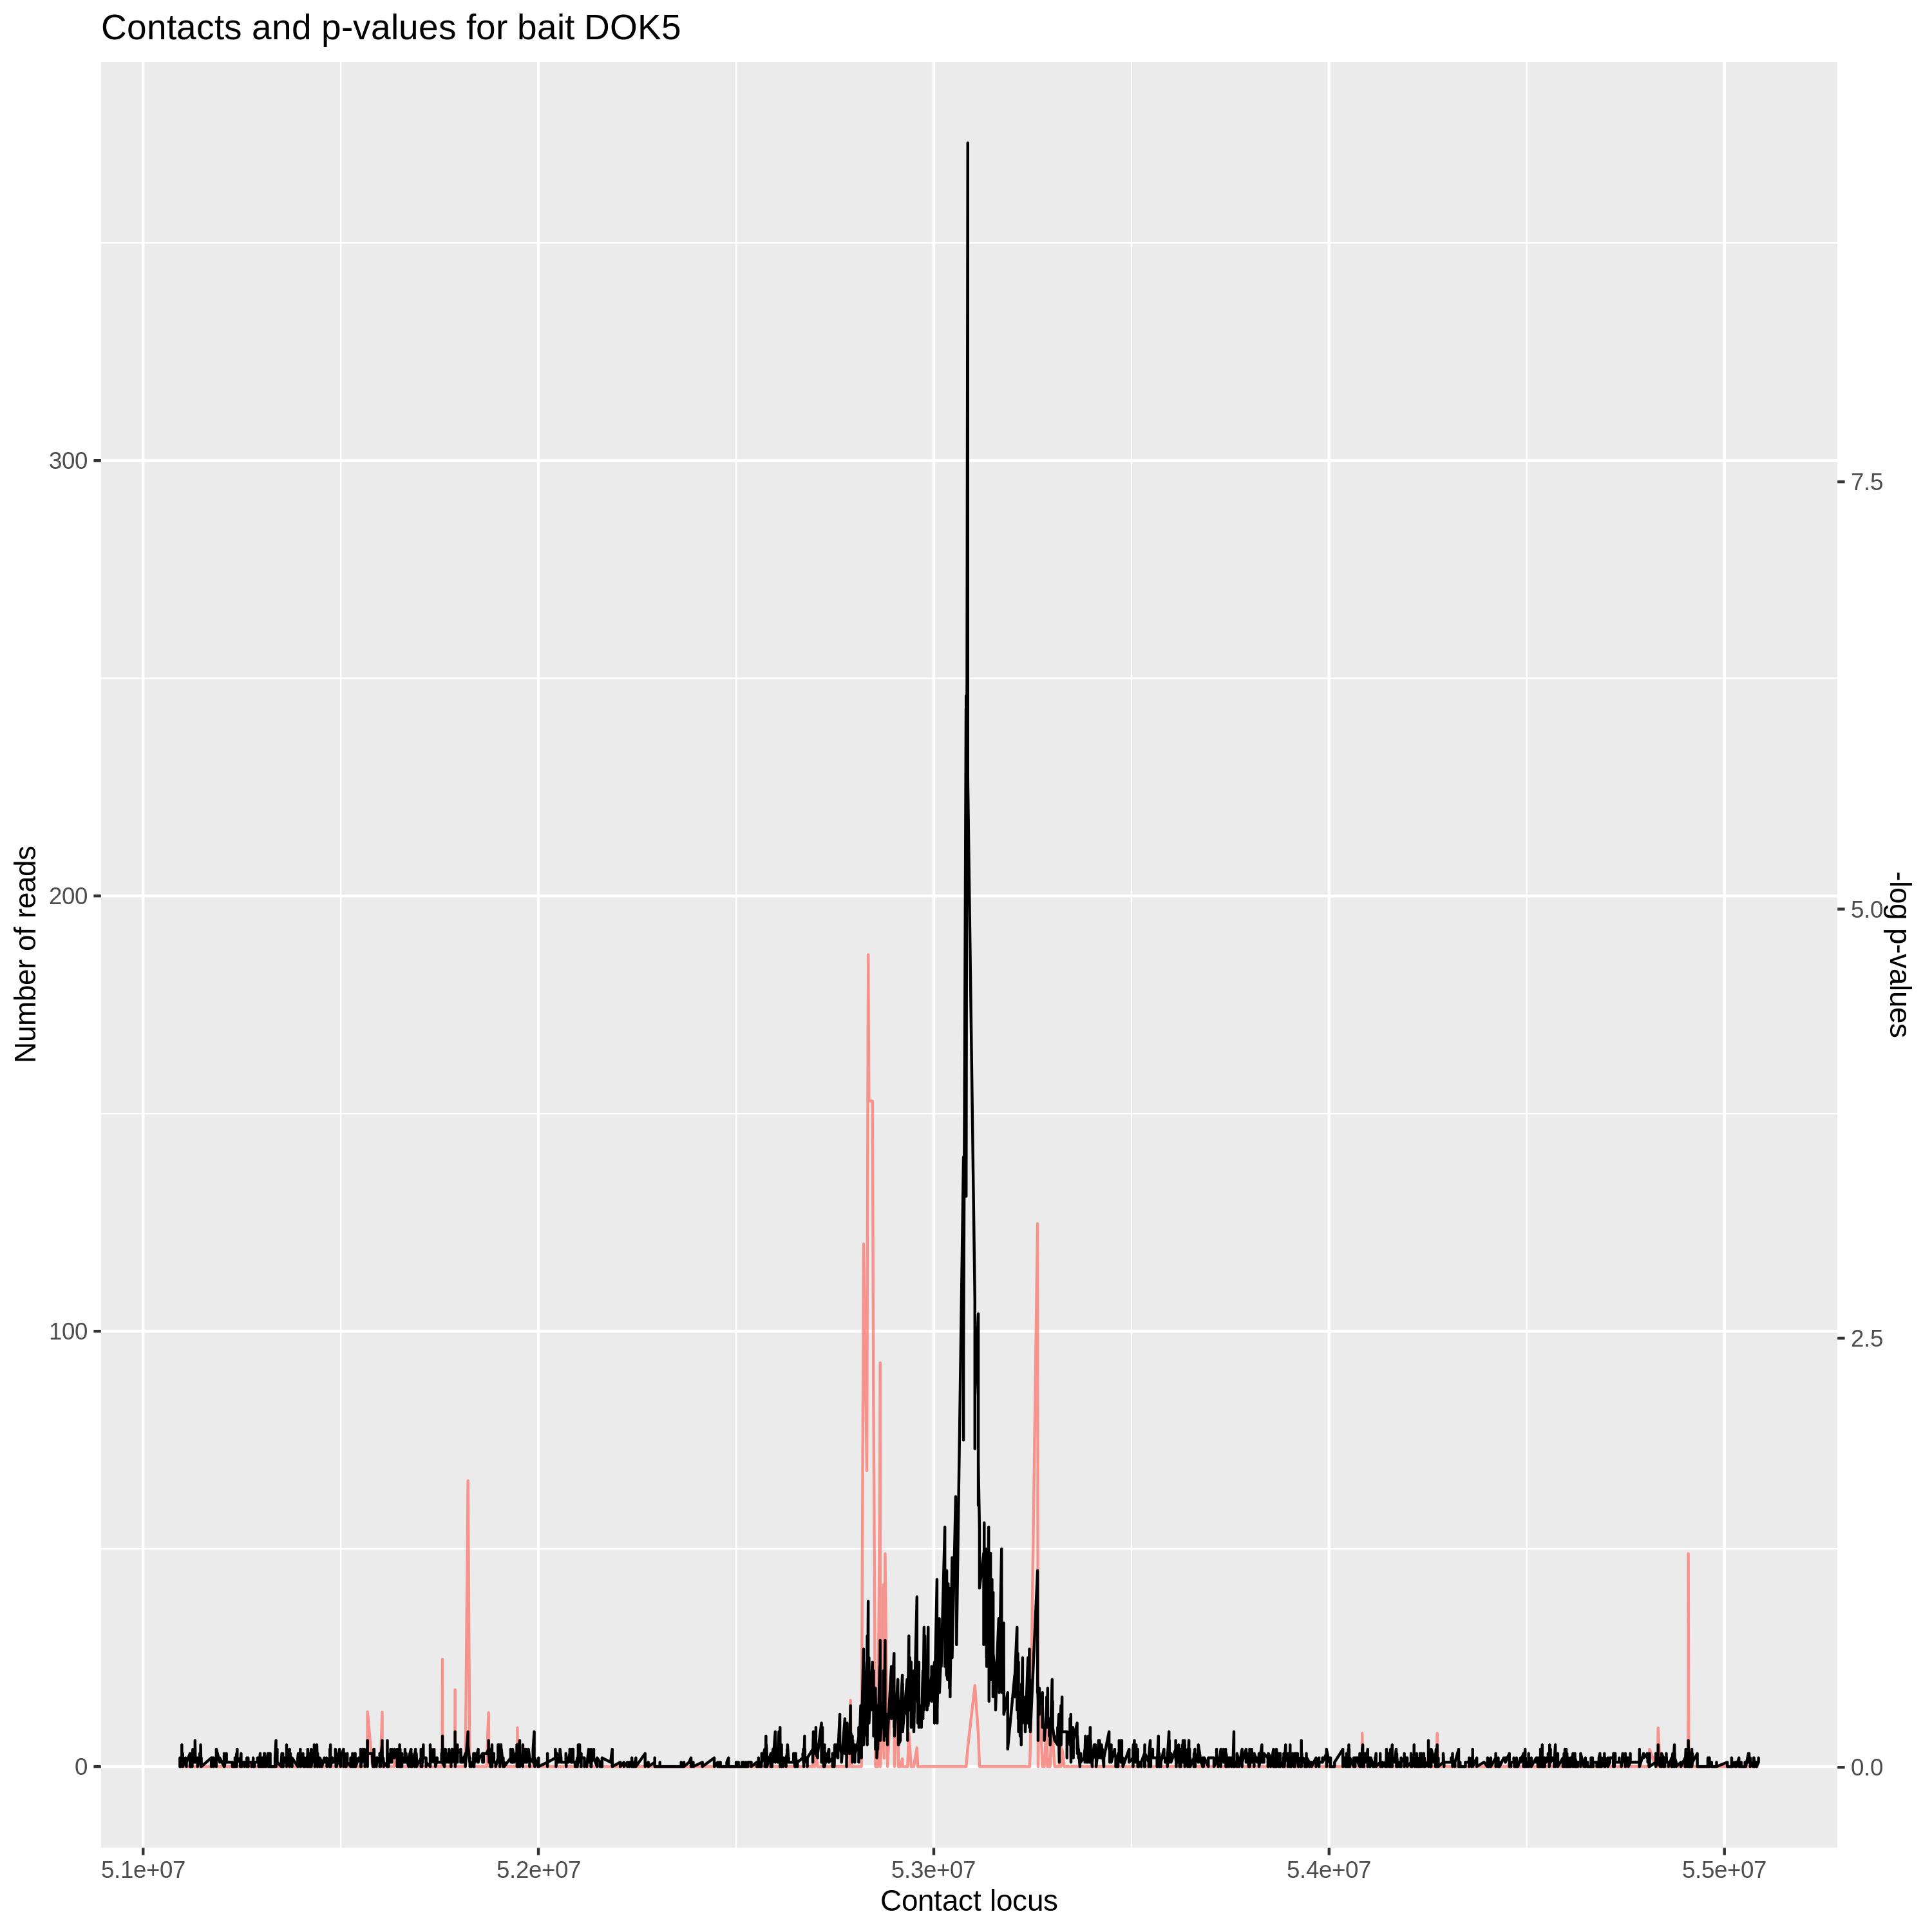 Contacts and p-values for bait DOK5
300
200
100
0
Number of reads
7.5
5.0
2.5
0.0
-log p-values
5.1e+07
5.2e+07
5.3e+07
5.4e+07
5.5e+07
Contact locus